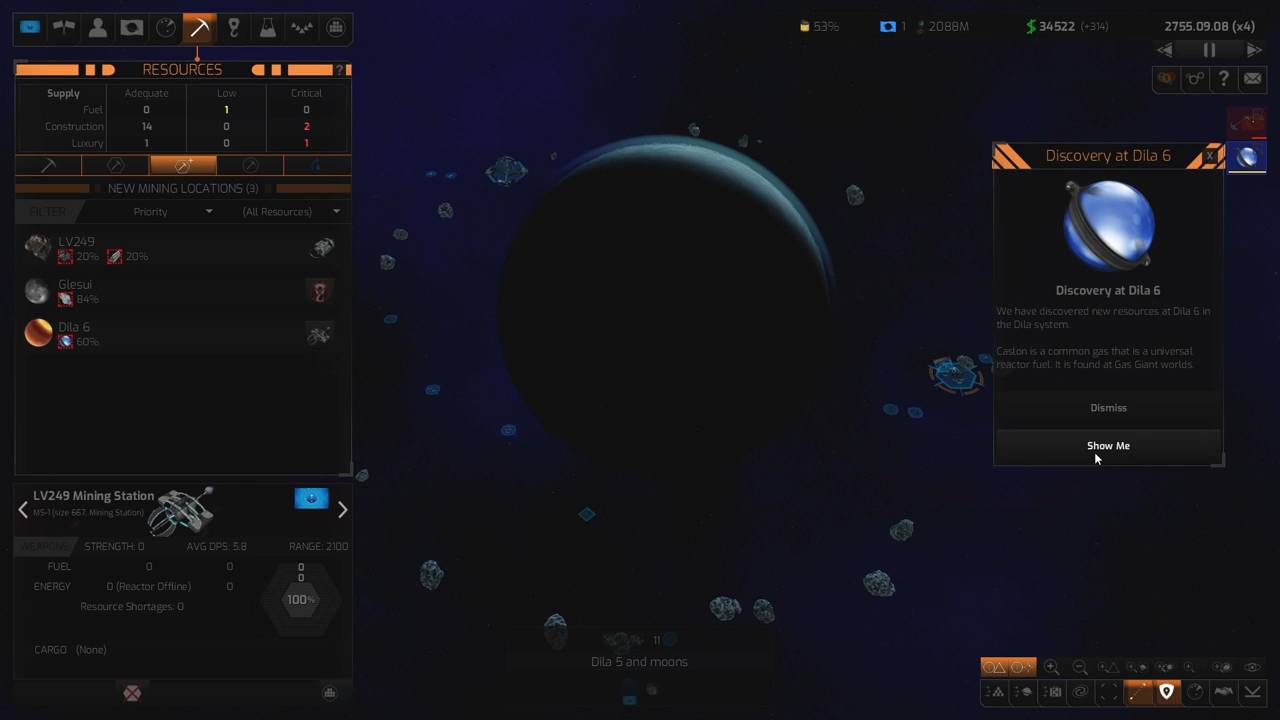 53%
1
2088M
34522 (+314)
2755.09.08 (x4)
RESOURCES
?
Supply Adequate Low Critical
Fuel 0 1 0
Construction 14 0 2
Luxury 1 0 1
NEW MINING LOCATIONS (3)
FILTER Priority (All Resources)
LV249
20% 20%
Glesui
84%
Dila 6
60%
LV249 Mining Station
MS-1 (size 667, Mining Station)
WEAPONS STRENGTH: 0 AVG DPS: 5.8 RANGE: 2100
FUEL 0 0
ENERGY 0 (Reactor Offline) 0
Resource Shortages: 0
0
0
100%
CARGO (None)
Discovery at Dila 6
X
Discovery at Dila 6
We have discovered new resources at Dila 6 in
the Dila system.
Caslon is a common gas that is a universal
reactor fuel. It is found at Gas Giant worlds.
Dismiss
Show Me
11
Dila 5 and moons
?